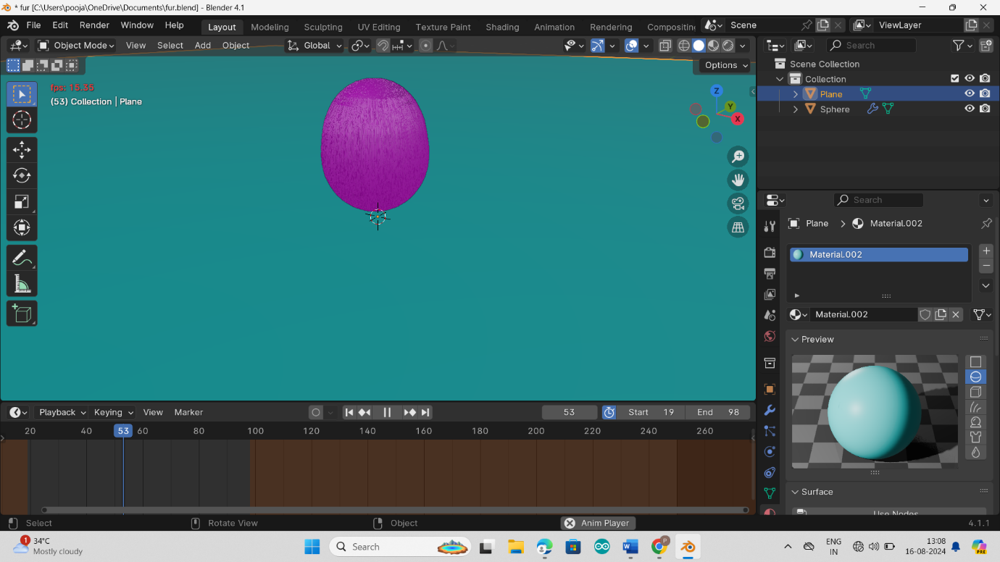 * fur [C:\Users\pooja\OneDrive\Documents\fur.blend] - Blender 4.1
File Edit Render Window Help Layout Modeling Sculpting UV Editing Texture Paint Shading Animation Rendering Compositing Scene ViewLayer
Object Mode View Select Add Object Global Search
Options
Scene Collection
Collection
fps: 16.35
(53) Collection | Plane
Plane
Sphere
Z
Y
X
Search
Plane > Material.002
Material.002
Material.002
Preview
Playback Keying View Marker 53 Start 19 End 98
20 40 53 60 80 100 120 140 160 180 200 220 240 260
Surface
Use Nodes
Select Rotate View Object Anim Player 4.1.1
1 34°C
Mostly cloudy
Search
P
ENG
IN
13:08
16-08-2024
PRE